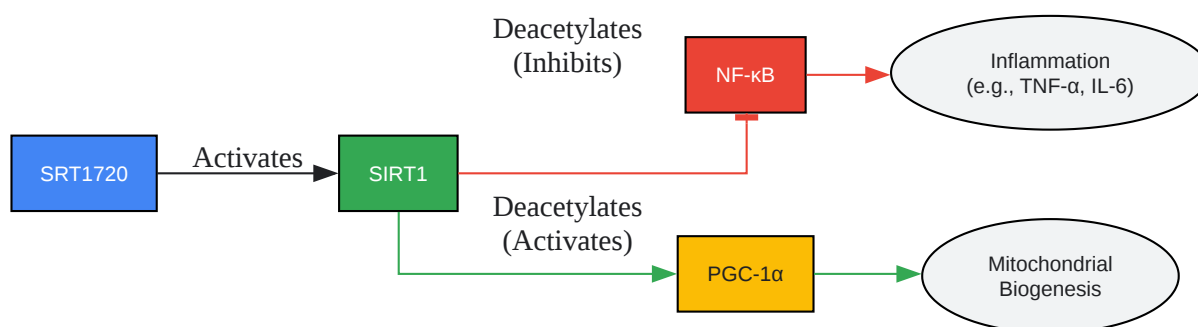 Deacetylates
(Inhibits)
NF-κB
Inflammation
(e.g., TNF-α, IL-6)
SRT1720
Activates
SIRT1
Deacetylates
(Activates)
PGC-1α
Mitochondrial
Biogenesis